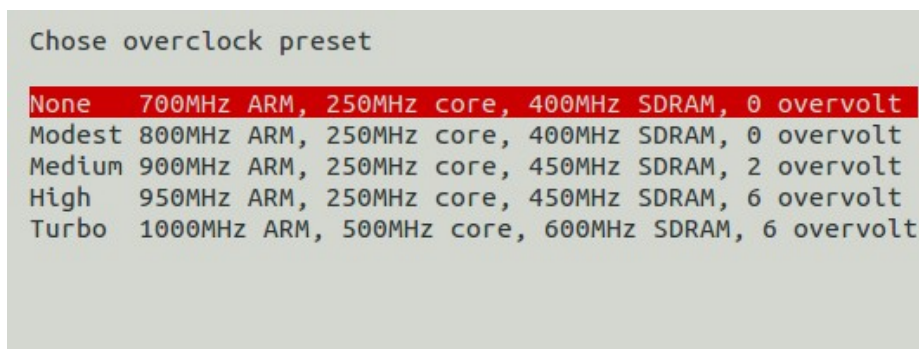 Chose overclock preset
None 700MHz ARM, 250MHz core, 400MHz SDRAM, 0 overvolt
Modest 800MHz ARM, 250MHz core, 400MHz SDRAM, 0 overvolt
Medium 900MHz ARM, 250MHz core, 450MHz SDRAM, 2 overvolt
High 950MHz ARM, 250MHz core, 450MHz SDRAM, 6 overvolt
Turbo 1000MHz ARM, 500MHz core, 600MHz SDRAM, 6 overvolt